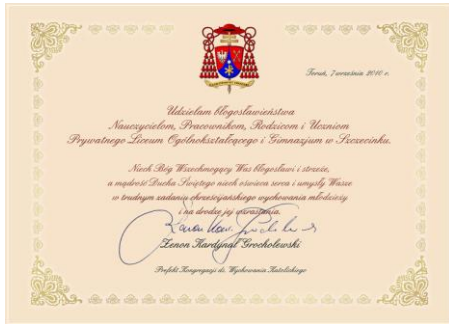 Toruń, 7 września 2010 r.
Udzielam błogosławieństwa
Nauczycielom, Pracownikom, Rodzicom i Uczniom
Prywatnego Liceum Ogólnokształcącego i Gimnazjum w Szczecinku.
Niech Bóg Wszechmogący Was błogosławi i strzeże,
a mądrość Ducha Świętego niech oświeca serca i umysły Wasze
w trudnym zadaniu chrześcijańskiego wychowania młodzieży
i na drodze jej wzrastania.
Zenon Kardynał Grocholewski
Prefekt Kongregacji ds. Wychowania Katolickiego